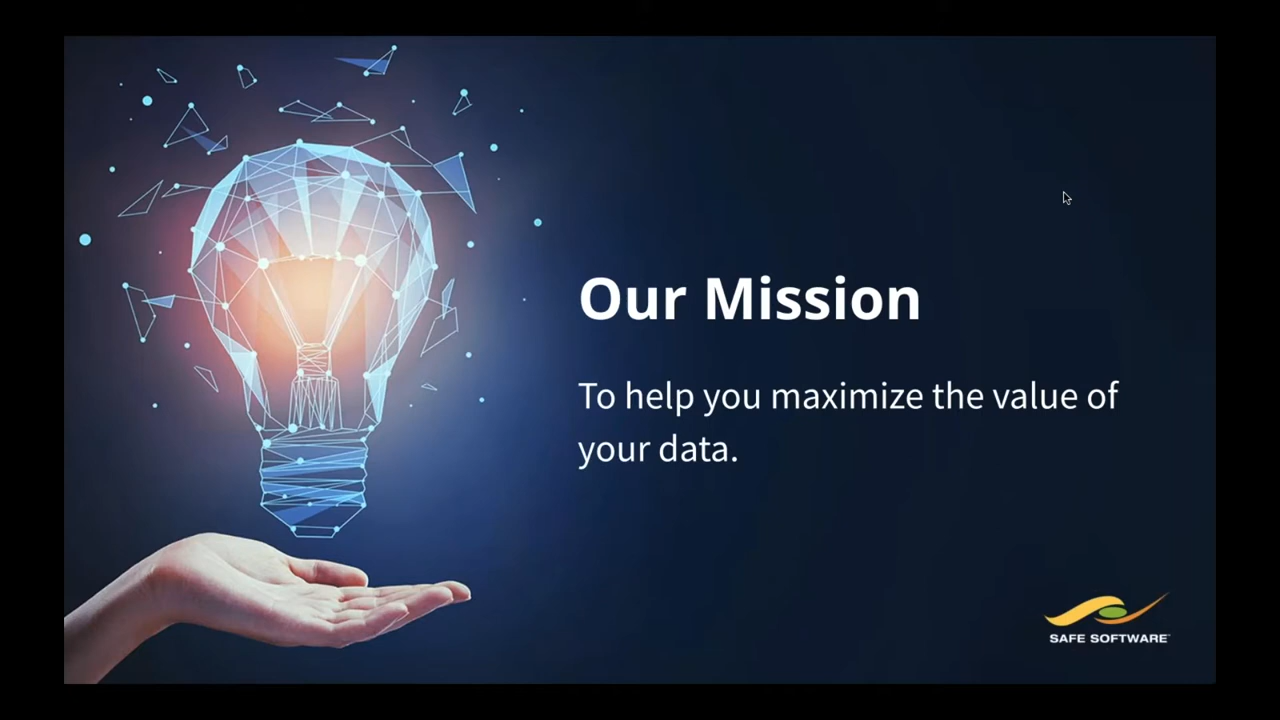 Our Mission
To help you maximize the value of
your data.
SAFE SOFTWARE